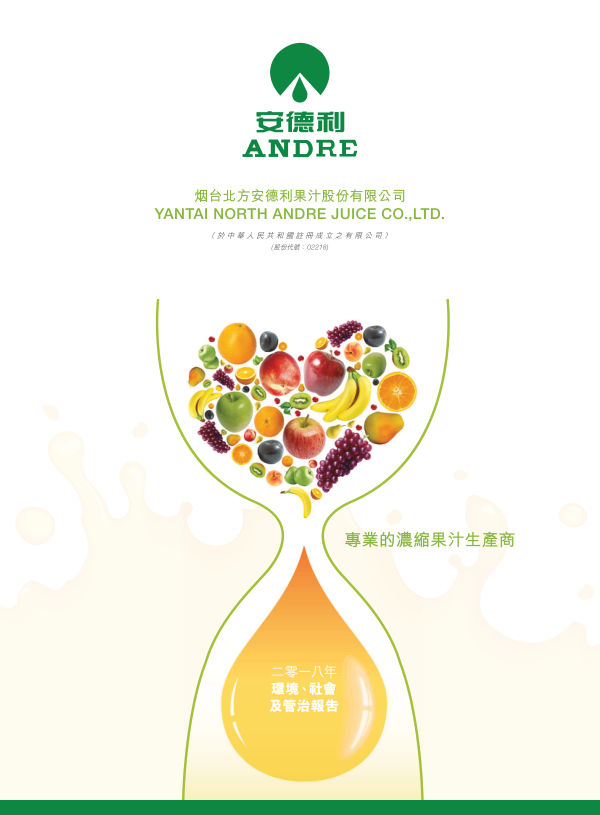 安德利
ANDRE
烟台北方安德利果汁股份有限公司
YANTAI NORTH ANDRE JUICE CO.,LTD.
（於中華人民共和國註冊成立之有限公司）
(股份代號：02218)
專業的濃縮果汁生產商
二零一八年
環境、社會
及管治報告